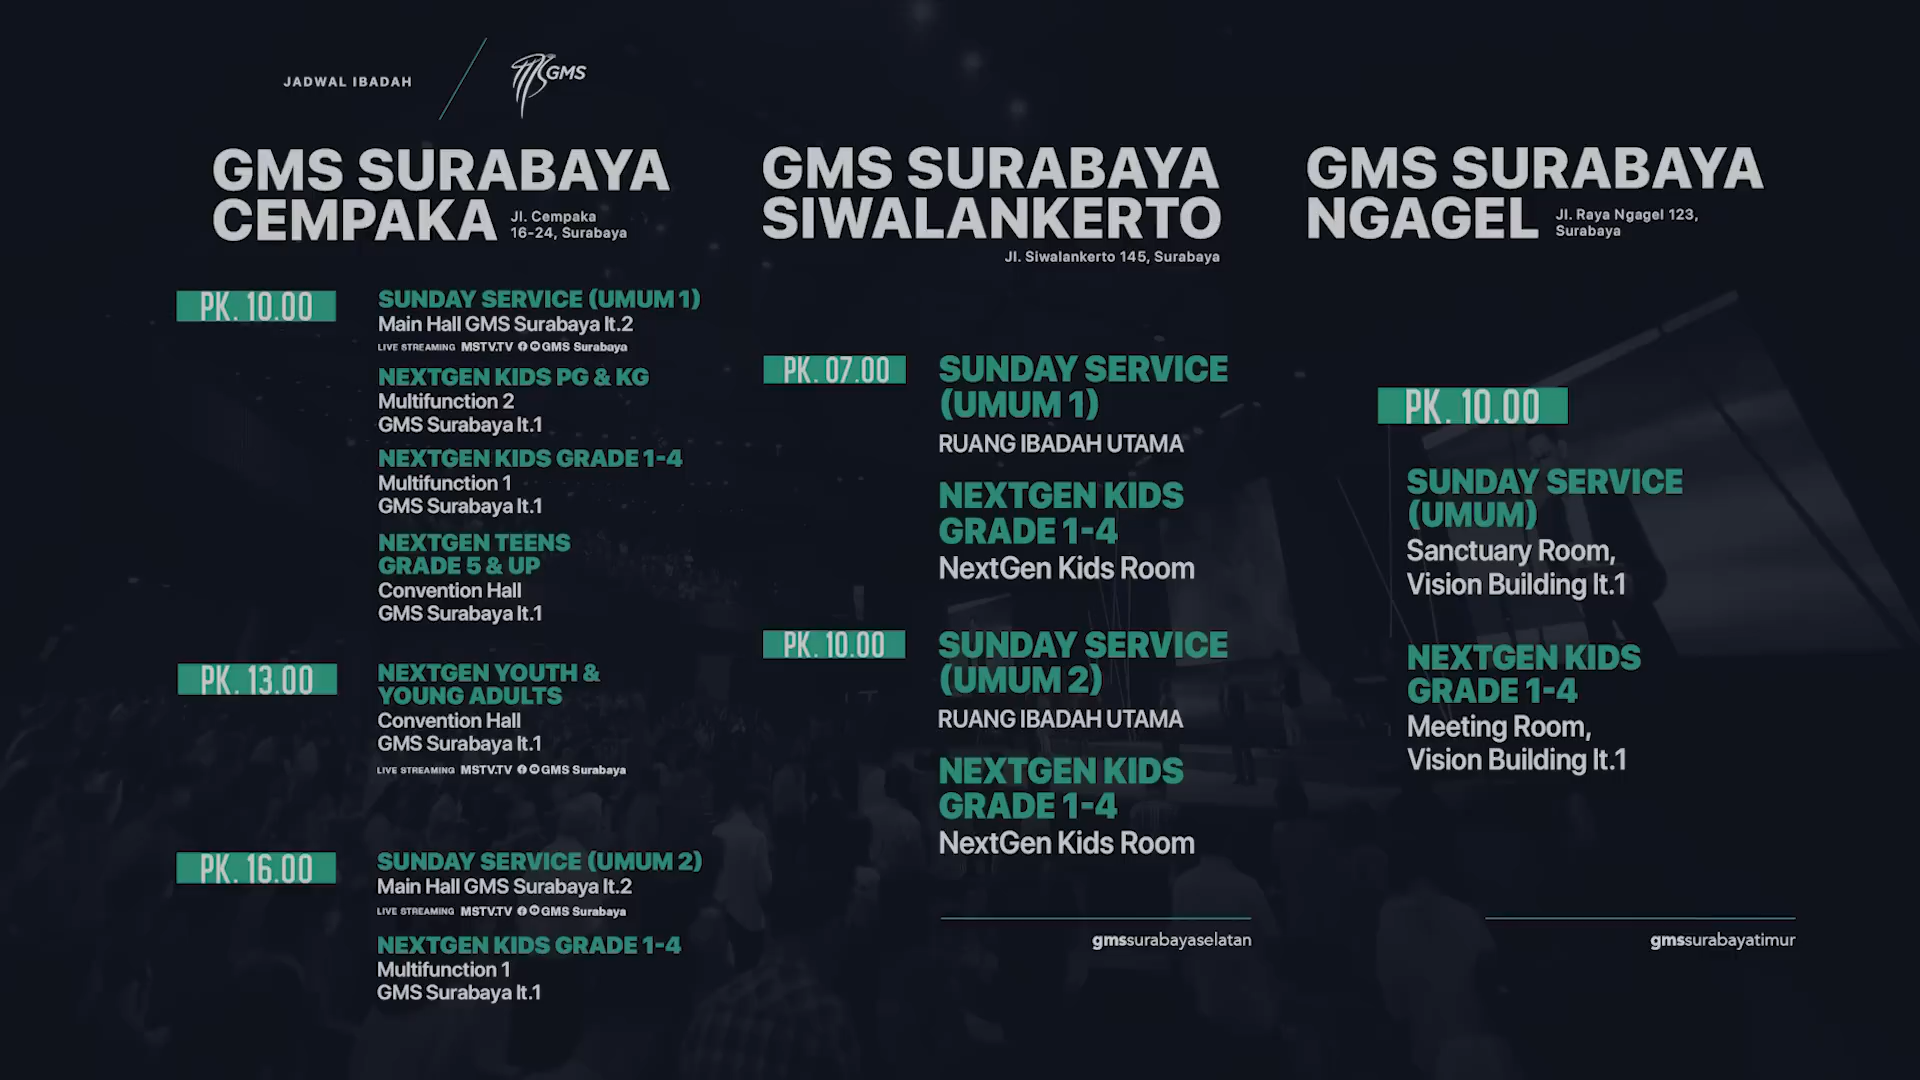 JADWAL IBADAH
GMS
GMS SURABAYA
CEMPAKA
Jl. Cempaka
16-24, Surabaya
PK. 10.00
SUNDAY SERVICE (UMUM 1)
Main Hall GMS Surabaya lt.2
LIVE STREAMING MSTV.TV GMS Surabaya
NEXTGEN KIDS PG & KG
Multifunction 2
GMS Surabaya lt.1
NEXTGEN KIDS GRADE 1-4
Multifunction 1
GMS Surabaya lt.1
NEXTGEN TEENS
GRADE 5 & UP
Convention Hall
GMS Surabaya lt.1
PK. 13.00
NEXTGEN YOUTH &
YOUNG ADULTS
Convention Hall
GMS Surabaya lt.1
LIVE STREAMING MSTV.TV GMS Surabaya
PK. 16.00
SUNDAY SERVICE (UMUM 2)
Main Hall GMS Surabaya lt.2
LIVE STREAMING MSTV.TV GMS Surabaya
NEXTGEN KIDS GRADE 1-4
Multifunction 1
GMS Surabaya lt.1
GMS SURABAYA
SIWALANKERTO
Jl. Siwalankerto 145, Surabaya
PK. 07.00
SUNDAY SERVICE
(UMUM 1)
RUANG IBADAH UTAMA
NEXTGEN KIDS
GRADE 1-4
NextGen Kids Room
PK. 10.00
SUNDAY SERVICE
(UMUM 2)
RUANG IBADAH UTAMA
NEXTGEN KIDS
GRADE 1-4
NextGen Kids Room
gmssurabayaselatan
GMS SURABAYA
NGAGEL
Jl. Raya Ngagel 123,
Surabaya
PK. 10.00
SUNDAY SERVICE
(UMUM)
Sanctuary Room,
Vision Building lt.1
NEXTGEN KIDS
GRADE 1-4
Meeting Room,
Vision Building lt.1
gmssurabayatimur